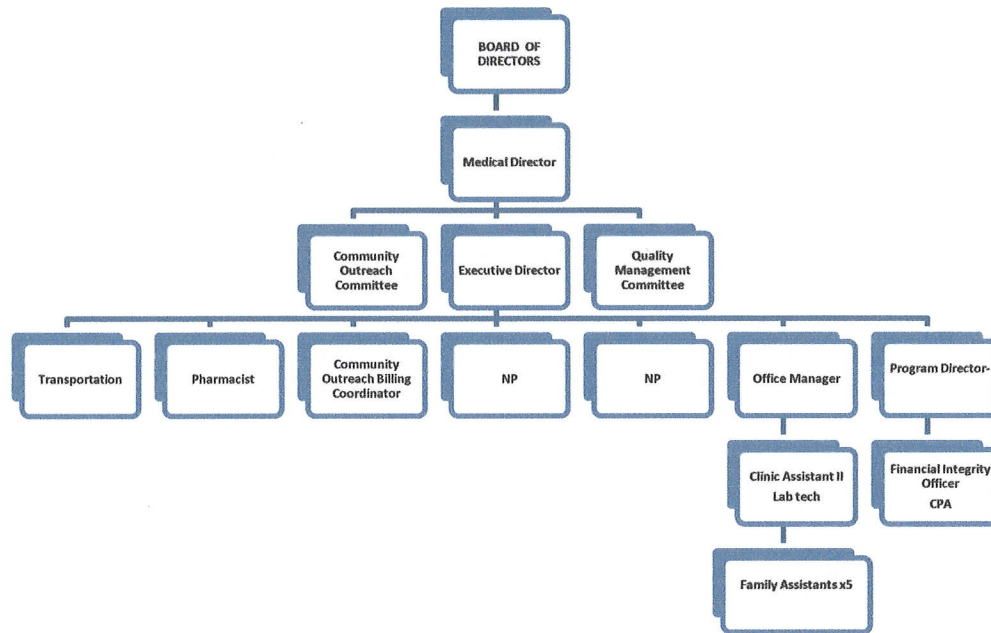 BOARD OF
DIRECTORS
Medical Director
Community
Outreach
Committee
Executive Director
Quality
Management
Committee
Transportation
Pharmacist
Community
Outreach Billing
Coordinator
NP
NP
Office Manager
Program Director-
Clinic Assistant II
Lab tech
Financial Integrity
Officer
CPA
Family Assistants x5